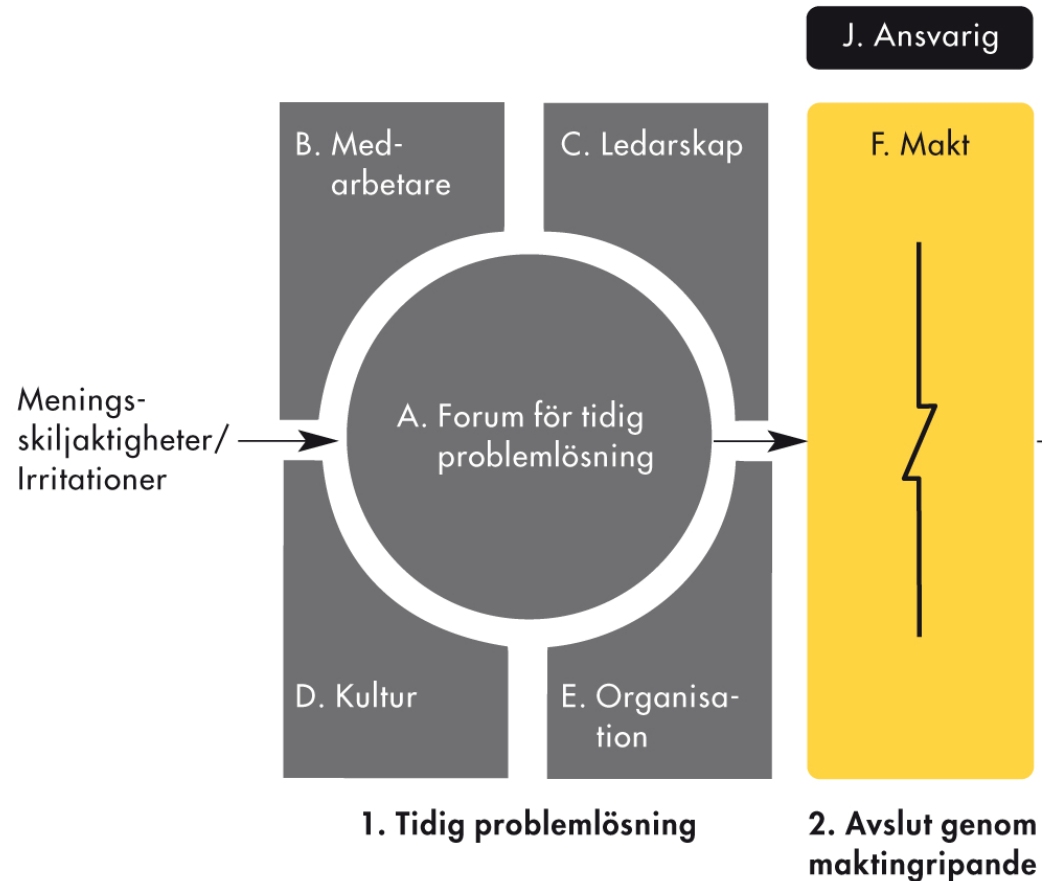 J. Ansvarig
B. Med-
arbetare
C. Ledarskap
F. Makt
Menings-
skiljaktigheter/
Irritationer
A. Forum för tidig
problemlösning
D. Kultur
E. Organisa-
tion
1. Tidig problemlösning
2. Avslut genom
maktingripande